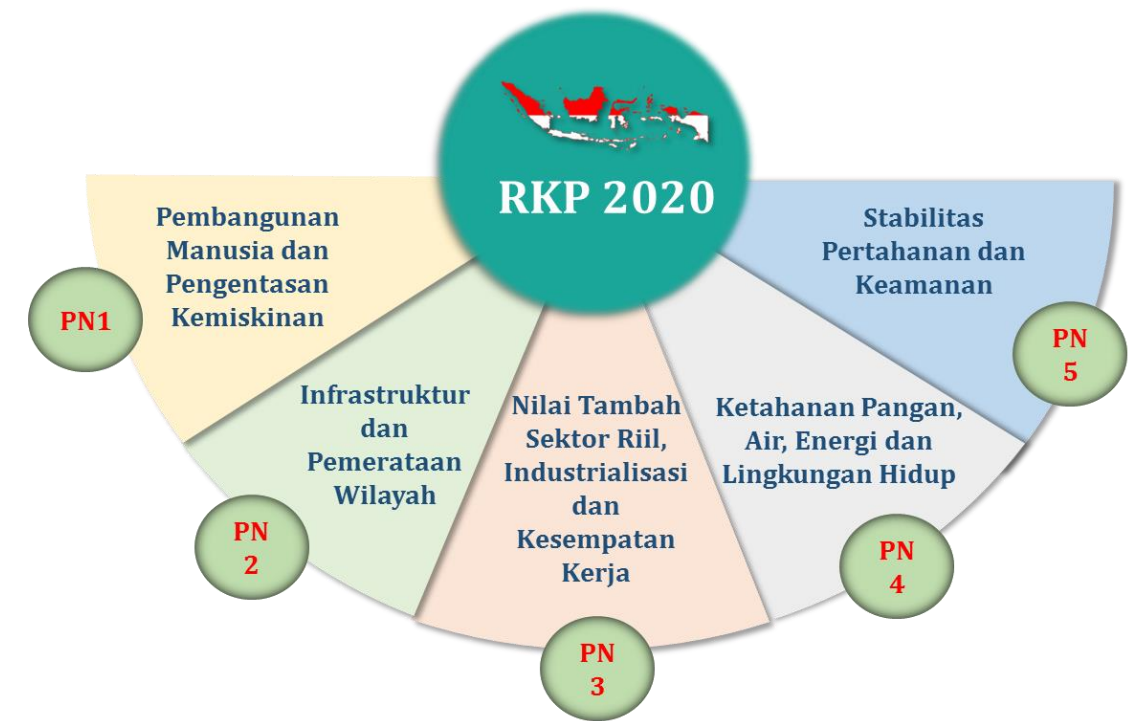 RKP 2020
Pembangunan
Manusia dan
Pengentasan
Kemiskinan
PN1
Infrastruktur
dan
Pemerataan
Wilayah
PN
2
Nilai Tambah
Sektor Riil,
Industrialisasi
dan
Kesempatan
Kerja
PN
3
Ketahanan Pangan,
Air, Energi dan
Lingkungan Hidup
PN
4
Stabilitas
Pertahanan dan
Keamanan
PN
5